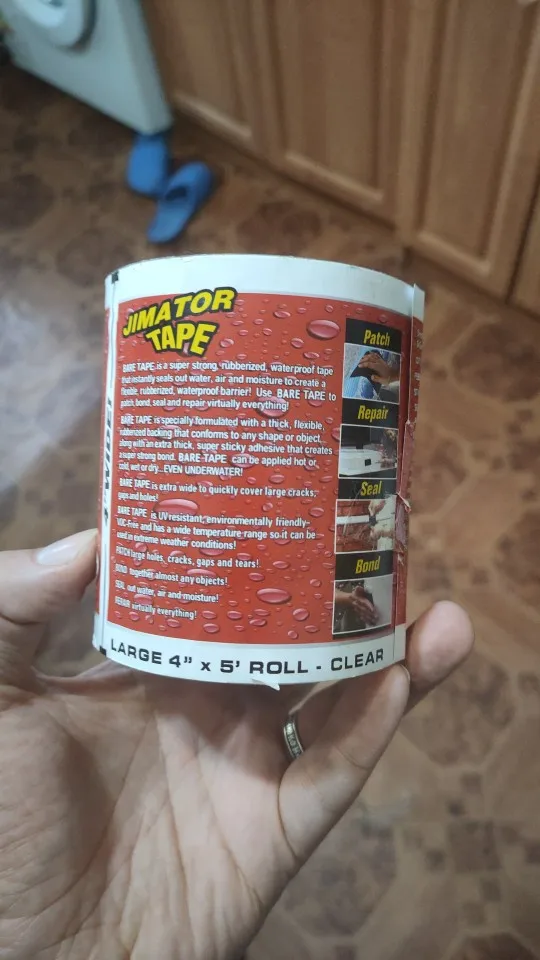 JIMATOR
TAPE
BARE TAPE is a super strong, rubberized, waterproof tape
that instantly seals out water, air and moisture to create a
flexible, rubberized, waterproof barrier! Use BARE TAPE to
patch, bond, seal and repair virtually everything!
BARE TAPE is specially formulated with a thick, flexible,
rubberized backing that conforms to any shape or object,
along with an extra thick, super sticky adhesive that creates
a super strong bond. BARE TAPE can be applied hot or
cold, wet or dry...EVEN UNDERWATER!
BARE TAPE is extra wide to quickly cover large cracks,
gaps and holes!
BARE TAPE is UV resistant, environmentally friendly-
VOC-Free and has a wide temperature range so it can be
used in extreme weather conditions!
PATCH large holes, cracks, gaps and tears!
BOND together almost any objects!
SEAL out water, air and moisture!
REPAIR virtually everything!
Patch
Repair
Seal
Bond
LARGE 4" x 5' ROLL - CLEAR